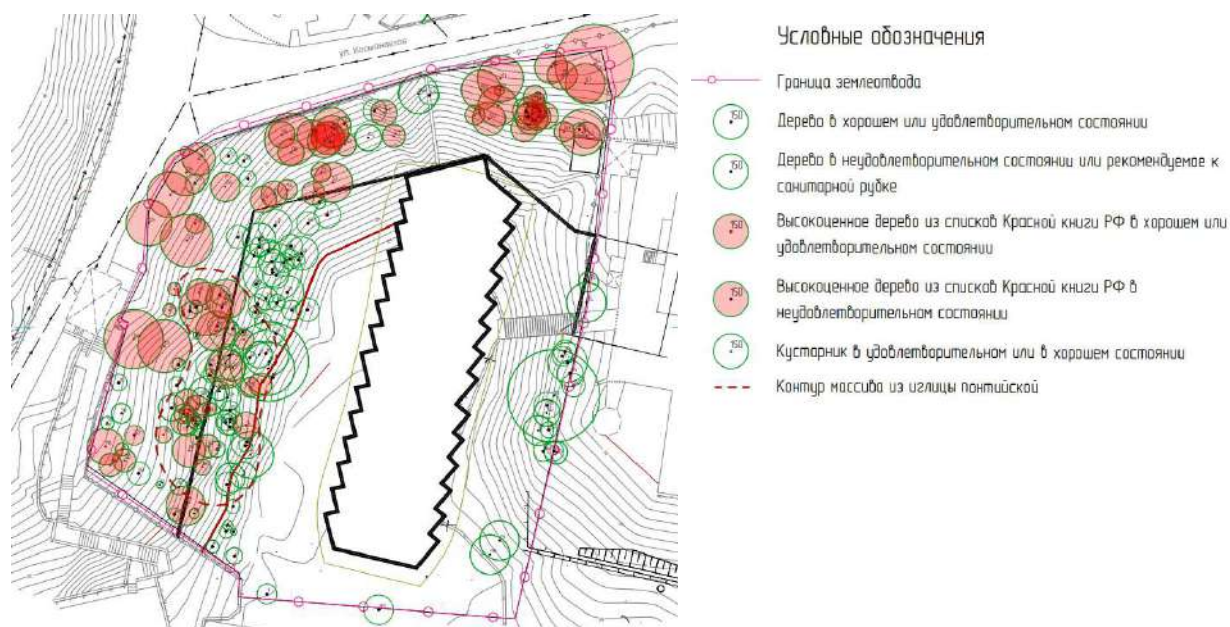 ул. Космонавтов
Условные обозначения
Граница землеотвода
150
Дерево в хорошем или удовлетворительном состоянии
150
Дерево в неудовлетворительном состоянии или рекомендуемое к
санитарной рубке
150
Высокоценное дерево из списков Красной книги РФ в хорошем или
удовлетворительном состоянии
150
Высокоценное дерево из списков Красной книги РФ в
неудовлетворительном состоянии
150
Кустарник в удовлетворительном или в хорошем состоянии
Контур массива из иглицы понтийской